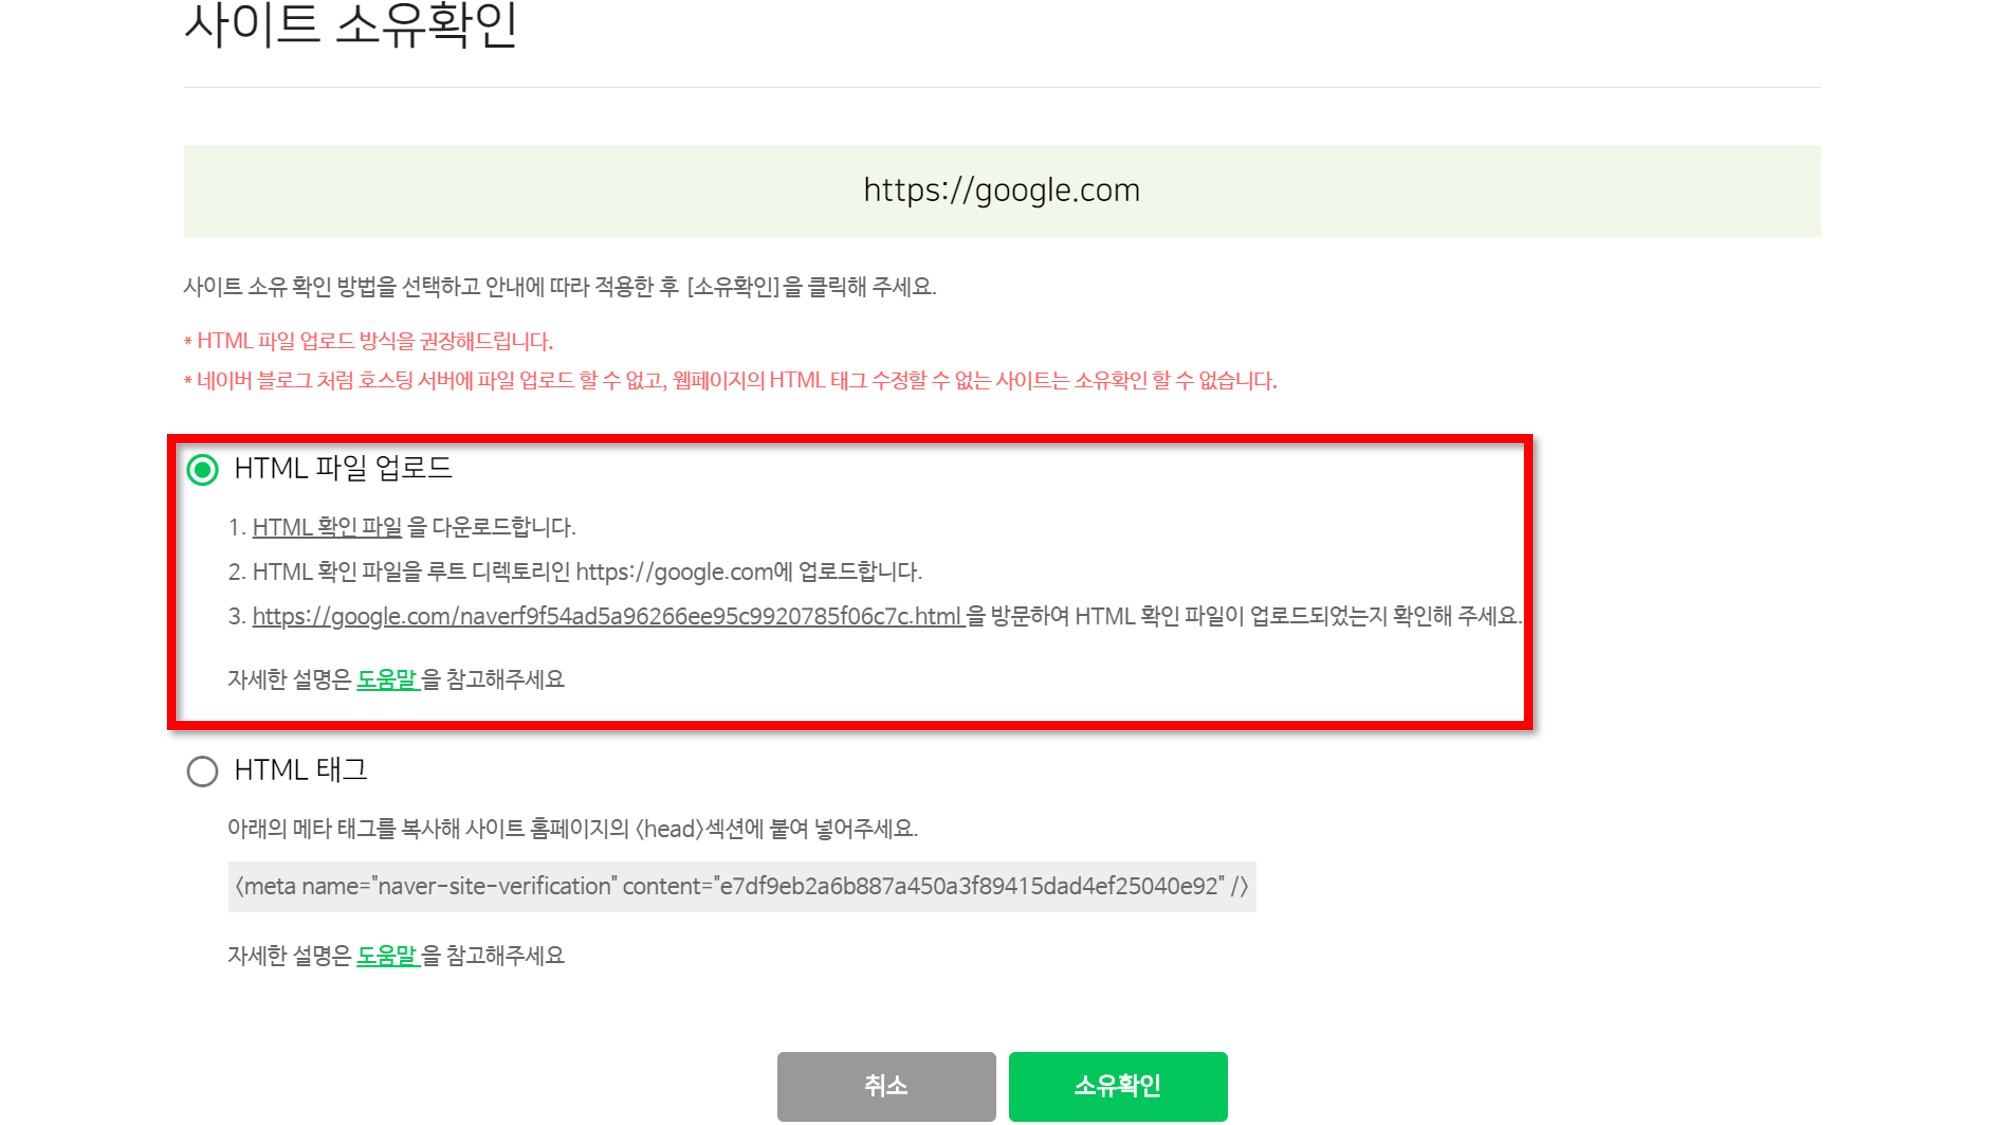 사이트 소유확인
https://google.com
사이트 소유 확인 방법을 선택하고 안내에 따라 적용한 후 [소유확인]을 클릭해 주세요.
* HTML 파일 업로드 방식을 권장해드립니다.
* 네이버 블로그 처럼 호스팅 서버에 파일 업로드 할 수 없고, 웹페이지의 HTML 태그 수정할 수 없는 사이트는 소유확인 할 수 없습니다.
HTML 파일 업로드
1. HTML 확인 파일 을 다운로드합니다.
2. HTML 확인 파일을 루트 디렉토리인 https://google.com에 업로드합니다.
3. https://google.com/naverf9f54ad5a96266ee95c9920785f06c7c.html 을 방문하여 HTML 확인 파일이 업로드되었는지 확인해 주세요.
자세한 설명은 도움말 을 참고해주세요
HTML 태그
아래의 메타 태그를 복사해 사이트 홈페이지의 <head>섹션에 붙여 넣어주세요.
<meta name="naver-site-verification" content="e7df9eb2a6b887a450a3f89415dad4ef25040e92" />
자세한 설명은 도움말 을 참고해주세요
취소 소유확인